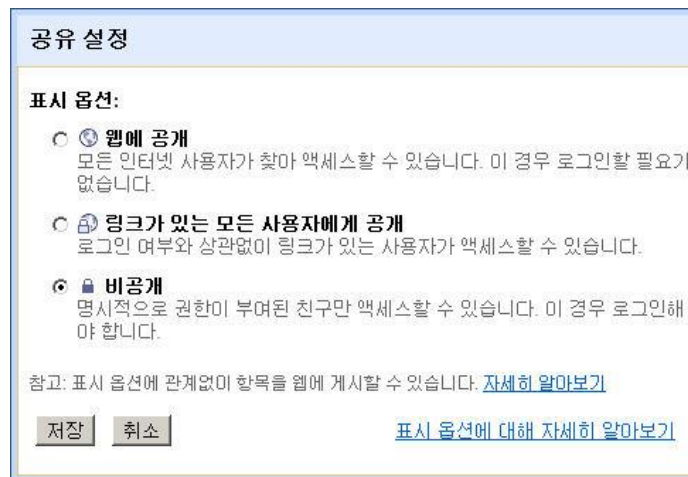 공유 설정
표시 옵션:
웹에 공개
모든 인터넷 사용자가 찾아 액세스할 수 있습니다. 이 경우 로그인할 필요가
없습니다.
링크가 있는 모든 사용자에게 공개
로그인 여부와 상관없이 링크가 있는 사용자가 액세스할 수 있습니다.
비공개
명시적으로 권한이 부여된 친구만 액세스할 수 있습니다. 이 경우 로그인해
야 합니다.
참고: 표시 옵션에 관계없이 항목을 웹에 게시할 수 있습니다. 자세히 알아보기
저장 취소 표시 옵션에 대해 자세히 알아보기